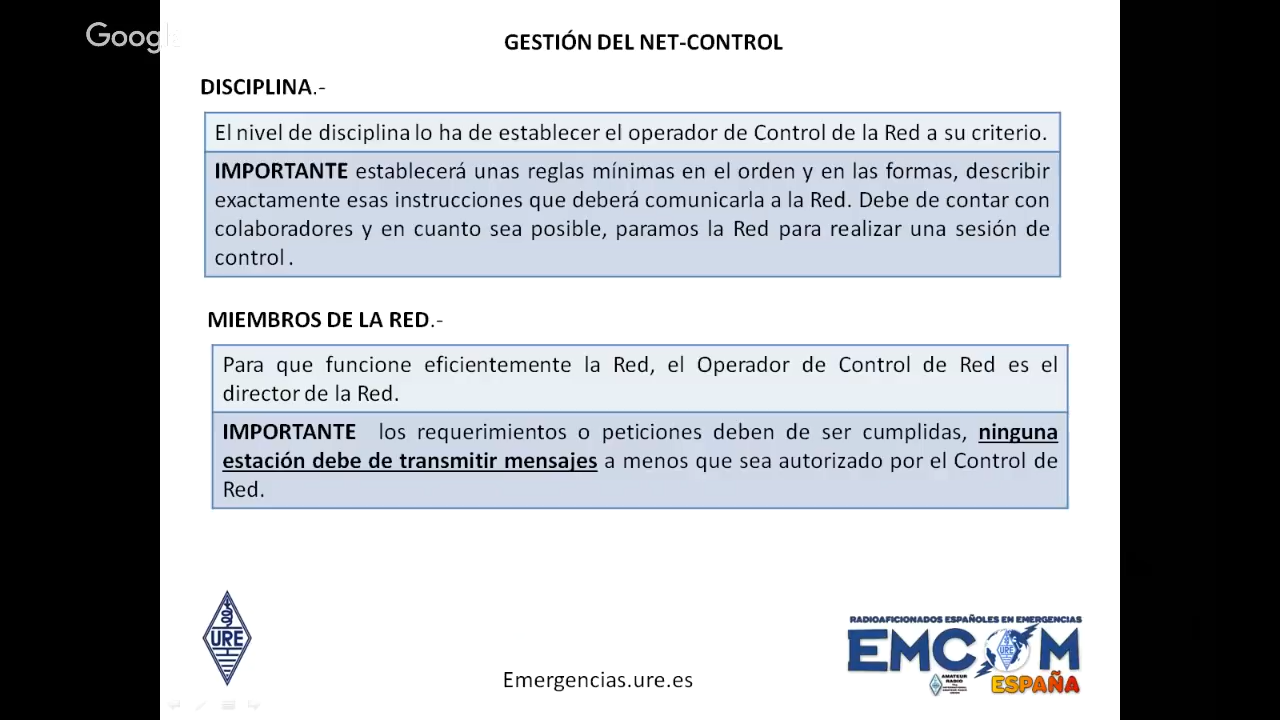 Google
GESTIÓN DEL NET-CONTROL
DISCIPLINA.-
El nivel de disciplina lo ha de establecer el operador de Control de la Red a su criterio.
IMPORTANTE establecerá unas reglas mínimas en el orden y en las formas, describir
exactamente esas instrucciones que deberá comunicarla a la Red. Debe de contar con
colaboradores y en cuanto sea posible, paramos la Red para realizar una sesión de
control .
MIEMBROS DE LA RED.-
Para que funcione eficientemente la Red, el Operador de Control de Red es el
director de la Red.
IMPORTANTE los requerimientos o peticiones deben de ser cumplidas, ninguna
estación debe de transmitir mensajes a menos que sea autorizado por el Control de
Red.
URE
RADIOAFICIONADOS ESPAÑOLES EN EMERGENCIAS
EMCOM
URE
AMATEUR
RADIO
ESPAÑA
Emergencias.ure.es